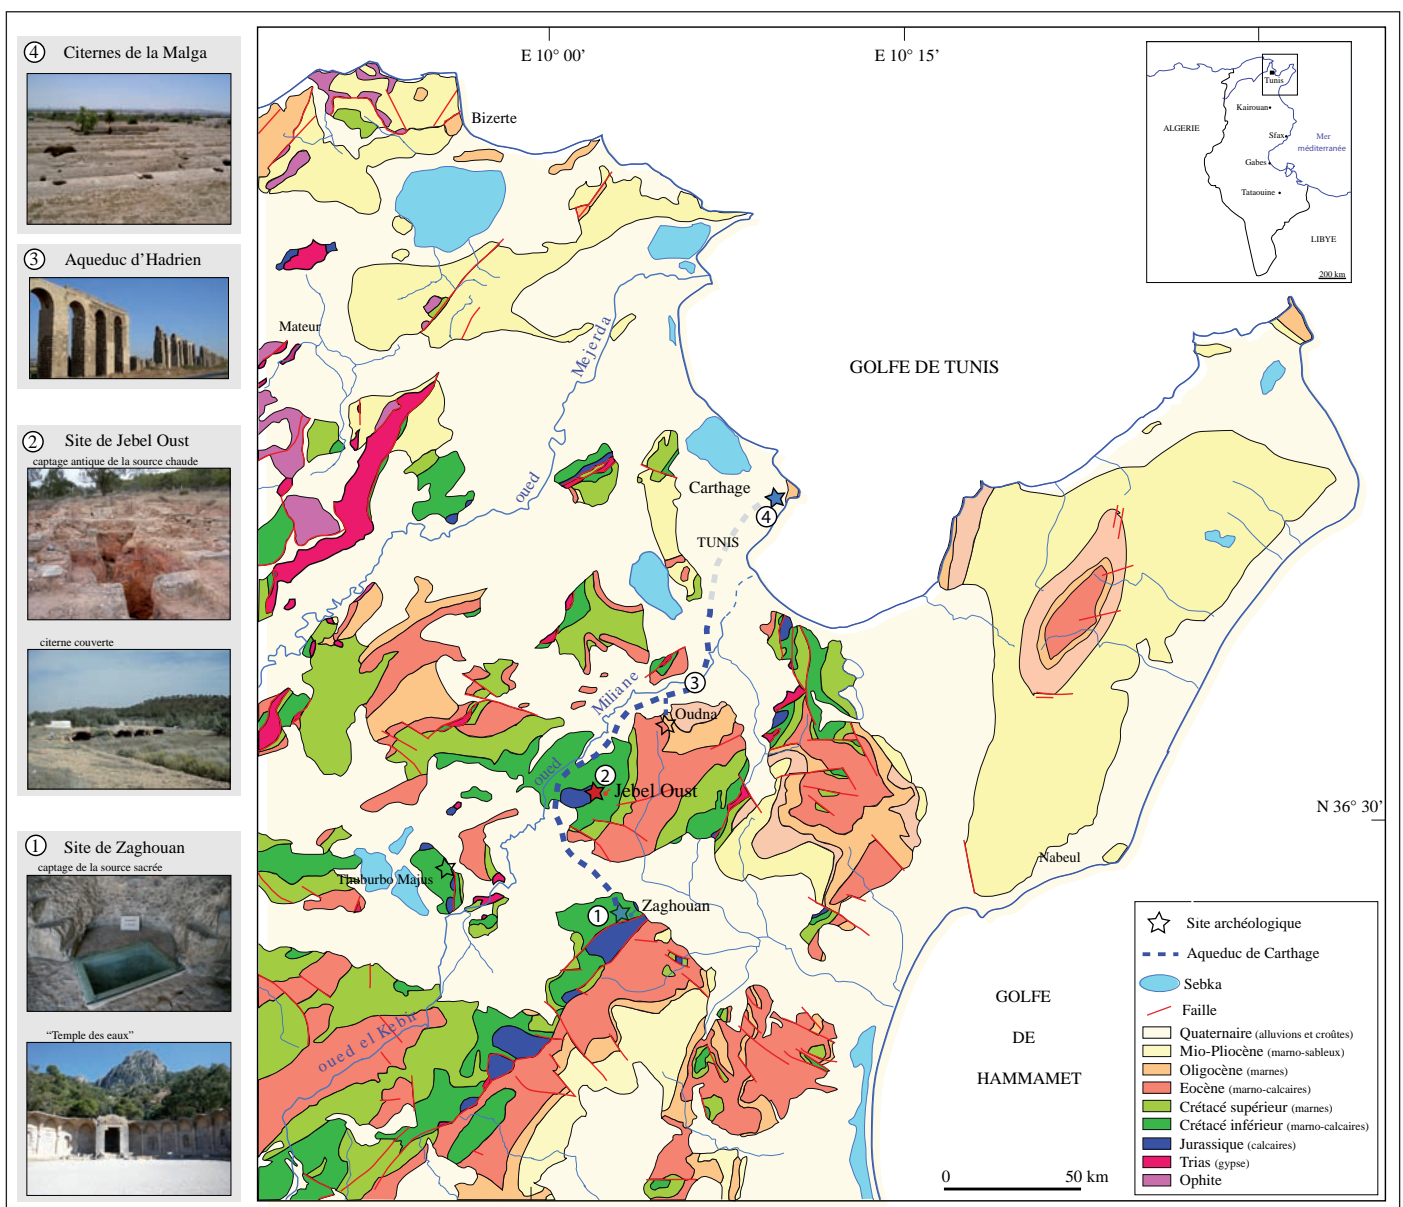 ④ Citernes de la Malga
③ Aqueduc d’Hadrien
② Site de Jebel Oust
captage antique de la source chaude
citerne couverte
① Site de Zaghouan
captage de la source sacrée
“Temple des eaux”
E 10° 00’
E 10° 15’
N 36° 30’
Bizerte
Mateur
oued Mejerda
GOLFE DE TUNIS
Carthage
④
TUNIS
③
oued Miliane
Oudna
②
Jebel Oust
Thuburbo Majus
①
Zaghouan
Nabeul
oued el Kebir
GOLFE
DE
HAMMAMET
0 50 km
Tunis
Kairouan
ALGERIE
Sfax
Mer
méditerranée
Gabes
Tataouine
LIBYE
200 km
Site archéologique
Aqueduc de Carthage
Sebka
Faille
Quaternaire (alluvions et croûtes)
Mio-Pliocène (marno-sableux)
Oligocène (marnes)
Eocène (marno-calcaires)
Crétacé supérieur (marnes)
Crétacé inférieur (marno-calcaires)
Jurassique (calcaires)
Trias (gypse)
Ophite